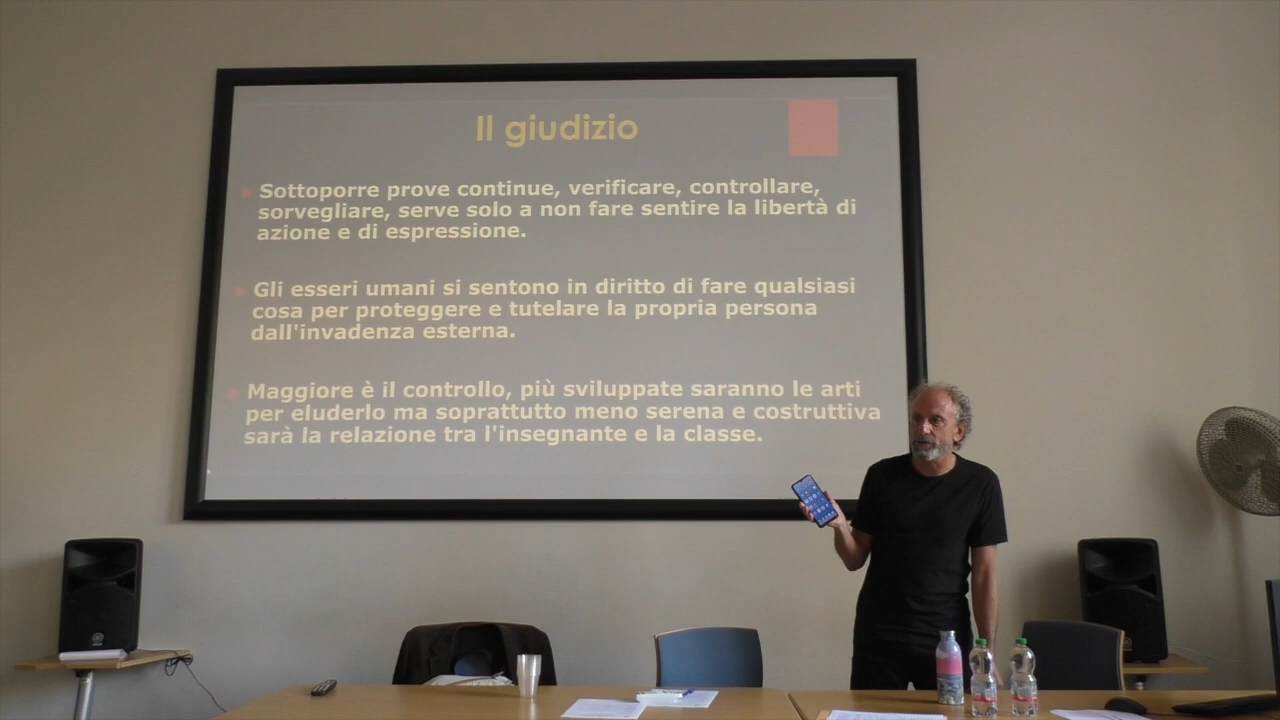 Il giudizio
Sottoporre prove continue, verificare, controllare,
sorvegliare, serve solo a non fare sentire la libertà di
azione e di espressione.
Gli esseri umani si sentono in diritto di fare qualsiasi
cosa per proteggere e tutelare la propria persona
dall'invadenza esterna.
Maggiore è il controllo, più sviluppate saranno le arti
per eluderlo ma soprattutto meno serena e costruttiva
sarà la relazione tra l'insegnante e la classe.